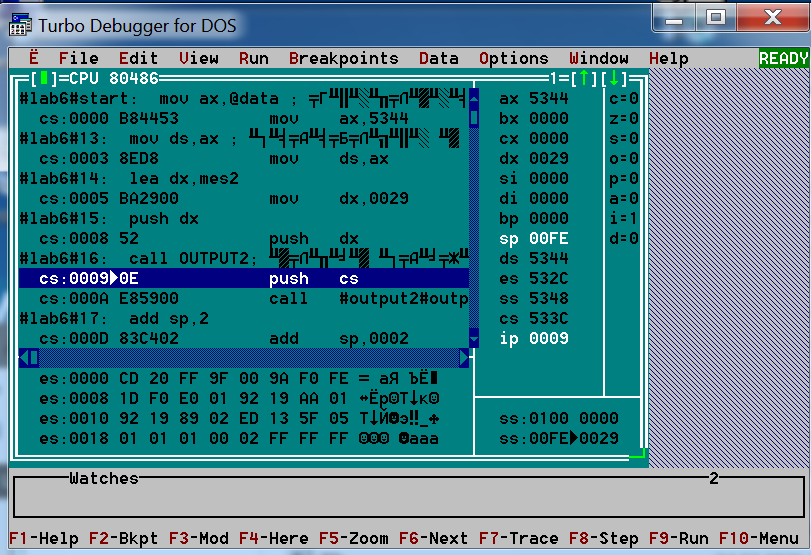 Turbo Debugger for DOS
Ё File Edit View Run Breakpoints Data Options Window Help READY
[■]=CPU 80486 1=[↑][↓]
#lab6#start: mov ax,@data ;
cs:0000 B84453 mov ax,5344
#lab6#13: mov ds,ax ;
cs:0003 8ED8 mov ds,ax
#lab6#14: lea dx,mes2
cs:0005 BA2900 mov dx,0029
#lab6#15: push dx
cs:0008 52 push dx
#lab6#16: call OUTPUT2;
cs:0009►0E push cs
cs:000A E85900 call #output2#outp
#lab6#17: add sp,2
cs:000D 83C402 add sp,0002
ax 5344 c=0
bx 0000 z=0
cx 0000 s=0
dx 0029 o=0
si 0000 p=0
di 0000 a=0
bp 0000 i=1
sp 00FE d=0
ds 5344
es 532C
ss 5348
cs 533C
ip 0009
es:0000 CD 20 FF 9F 00 9A F0 FE = аЯ ЪЁ■
es:0008 1D F0 E0 01 92 19 AA 01
es:0010 92 19 89 02 ED 13 5F 05
es:0018 01 01 01 00 02 FF FF FF
ss:0100 0000
ss:00FE►0029
Watches 2
F1-Help F2-Bkpt F3-Mod F4-Here F5-Zoom F6-Next F7-Trace F8-Step F9-Run F10-Menu